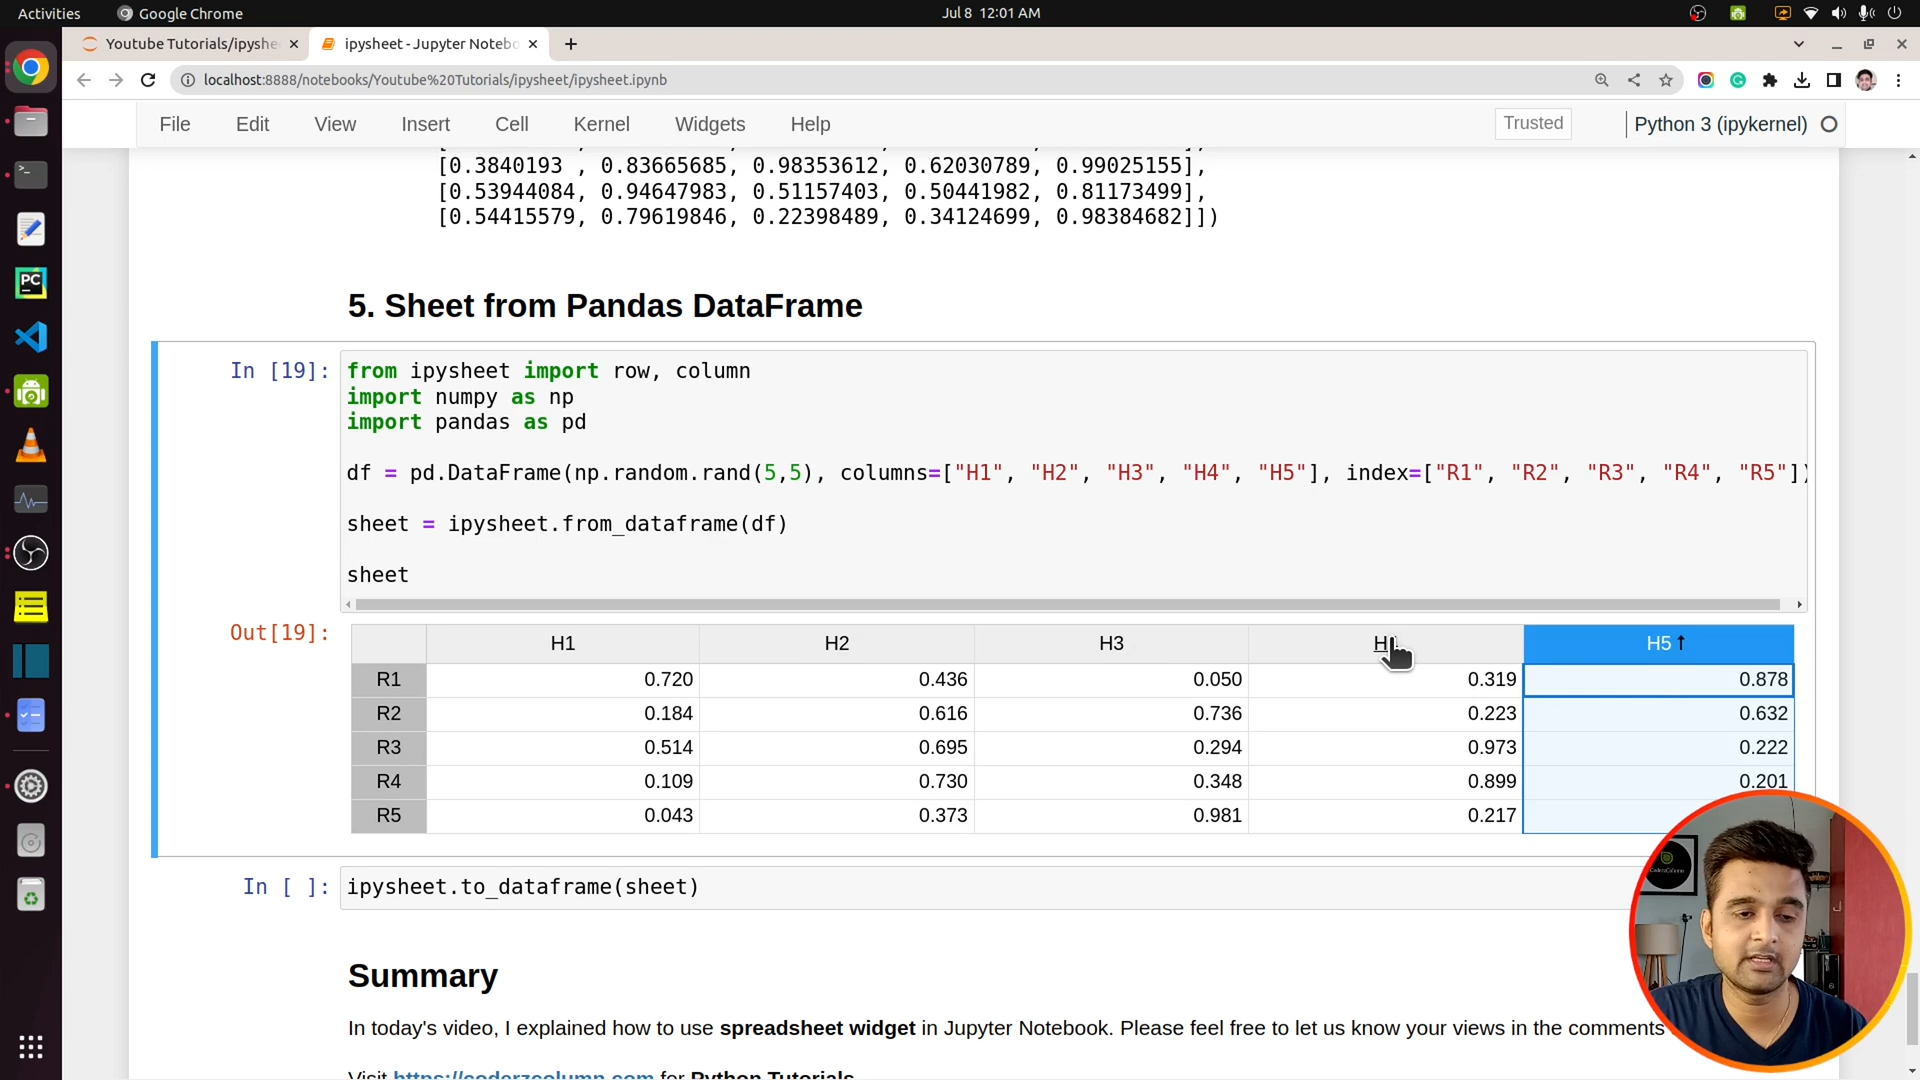 Activities Google Chrome Jul 8 12:01 AM
Youtube Tutorials/ipyshe ipysheet - Jupyter Notebo
localhost:8888/notebooks/Youtube%20Tutorials/ipysheet/ipysheet.ipynb
File Edit View Insert Cell Kernel Widgets Help Trusted Python 3 (ipykernel)
[0.3840193 , 0.83665685, 0.98353612, 0.62030789, 0.99025155],
[0.53944084, 0.94647983, 0.51157403, 0.50441982, 0.81173499],
[0.54415579, 0.79619846, 0.22398489, 0.34124699, 0.98384682]])
5. Sheet from Pandas DataFrame
In [19]: from ipysheet import row, column
import numpy as np
import pandas as pd
df = pd.DataFrame(np.random.rand(5,5), columns=["H1", "H2", "H3", "H4", "H5"], index=["R1", "R2", "R3", "R4", "R5"])
sheet = ipysheet.from_dataframe(df)
sheet
Out[19]: H1 H2 H3 H H5 ↑
R1 0.720 0.436 0.050 0.319 0.878
R2 0.184 0.616 0.736 0.223 0.632
R3 0.514 0.695 0.294 0.973 0.222
R4 0.109 0.730 0.348 0.899 0.201
R5 0.043 0.373 0.981 0.217
In [ ]: ipysheet.to_dataframe(sheet)
Summary
In today's video, I explained how to use spreadsheet widget in Jupyter Notebook. Please feel free to let us know your views in the comments
Visit https://coderzcolumn.com for Python Tutorials